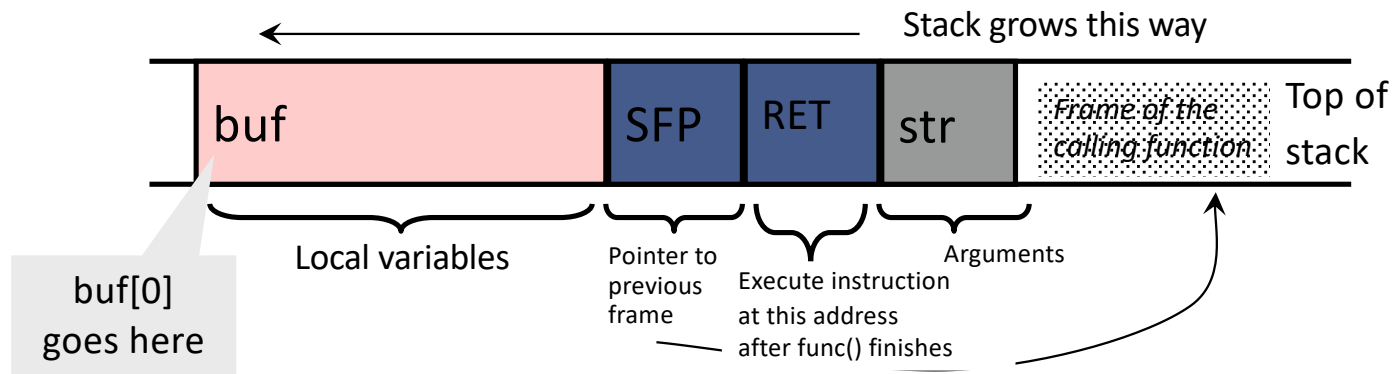 Stack grows this way
buf
SFP
RET
str
Frame of the
calling function
Top of
stack
Local variables
Pointer to
previous
frame
Execute instruction
at this address
after func() finishes
Arguments
buf[0]
goes here